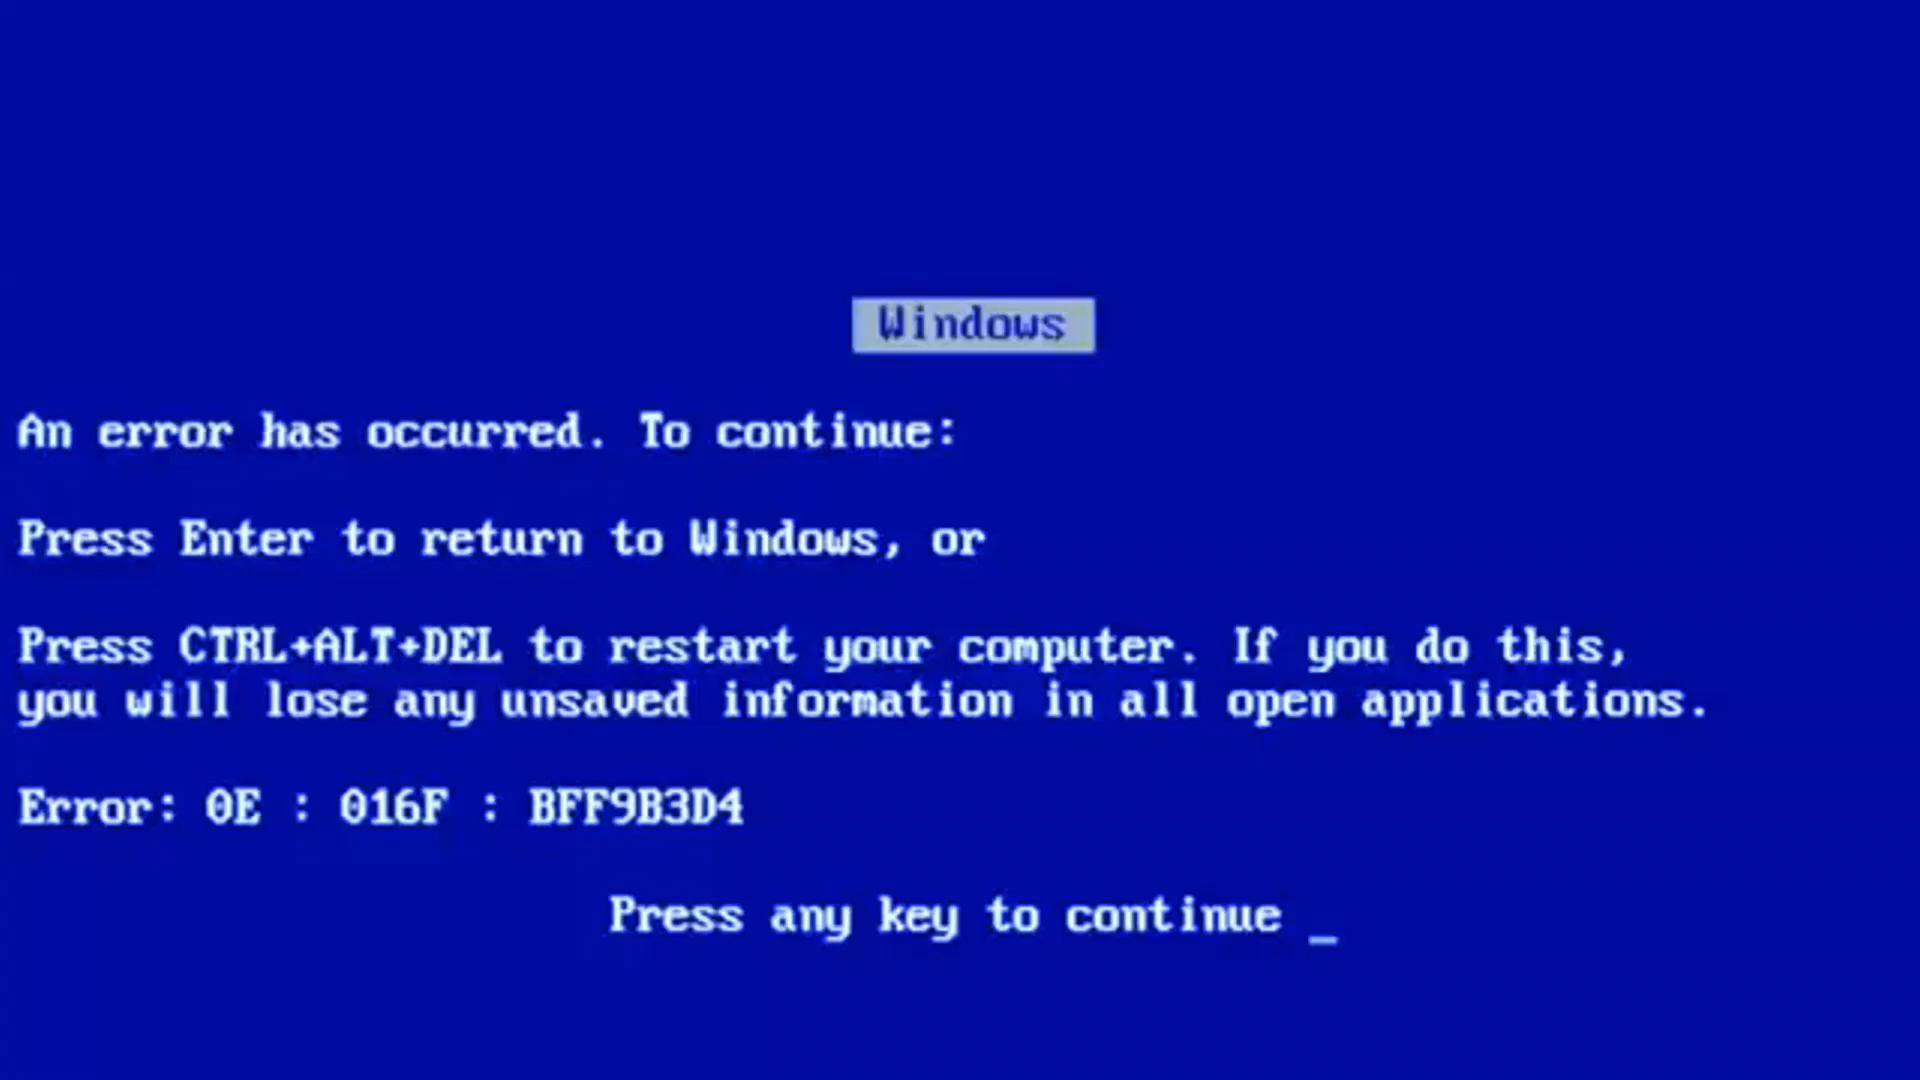 Windows
An error has occurred. To continue:
Press Enter to return to Windows, or
Press CTRL+ALT+DEL to restart your computer. If you do this,
you will lose any unsaved information in all open applications.
Error: 0E : 016F : BFF9B3D4
Press any key to continue _